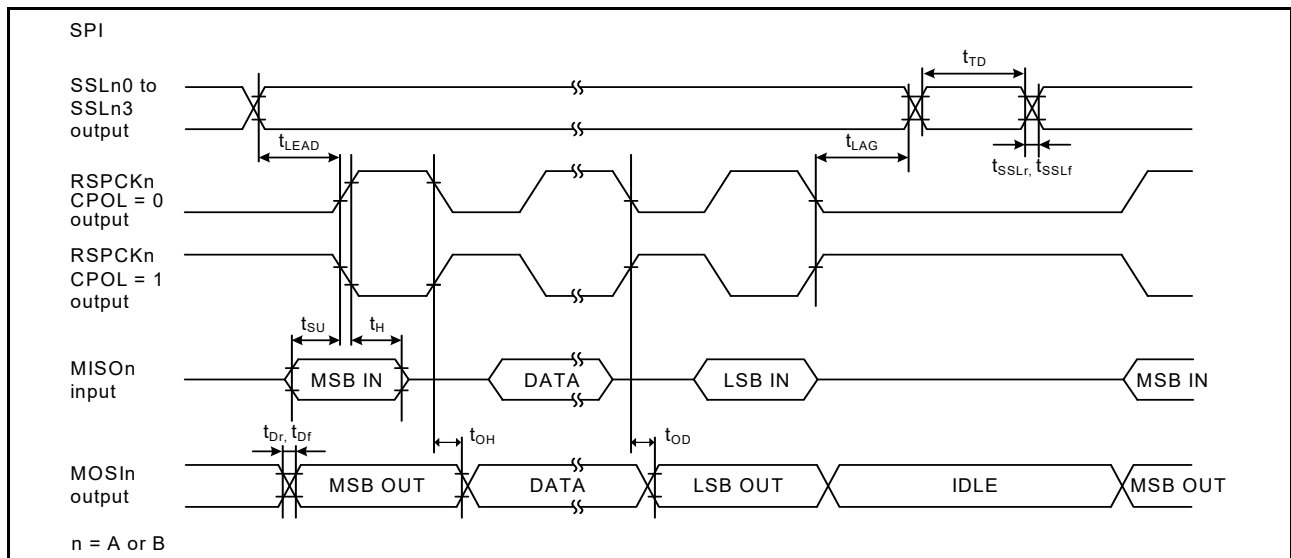 SPI
SSLn0 to
SSLn3
output
tTD
tLEAD
tLAG
tSSLr, tSSLf
RSPCKn
CPOL = 0
output
RSPCKn
CPOL = 1
output
tSU
tH
MISOn
input
MSB IN
DATA
LSB IN
MSB IN
tDr, tDf
tOH
tOD
MOSIn
output
MSB OUT
DATA
LSB OUT
IDLE
MSB OUT
n = A or B